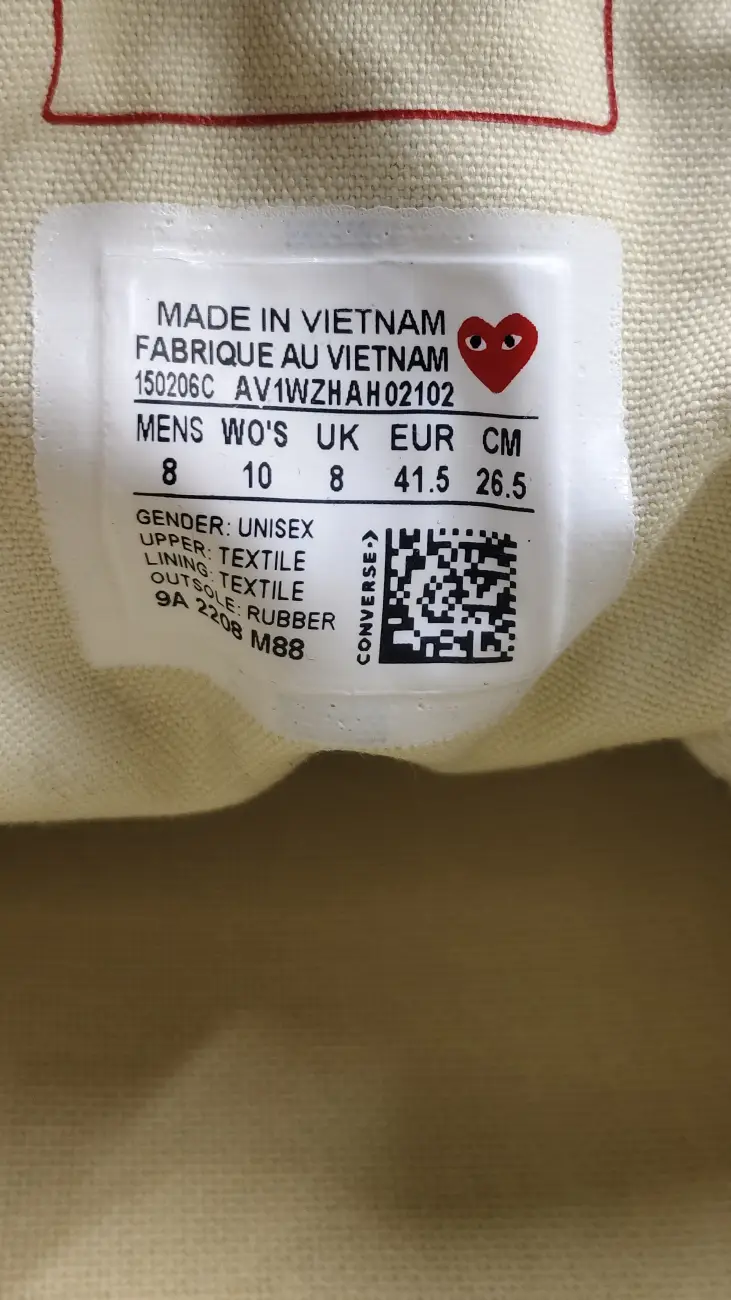 MADE IN VIETNAM
FABRIQUE AU VIETNAM
150206C AV1WZHAH02102
MENS WO'S UK EUR CM
8 10 8 41.5 26.5
GENDER: UNISEX
UPPER: TEXTILE
LINING: TEXTILE
OUTSOLE: RUBBER
9A 2208 M88
CONVERSE